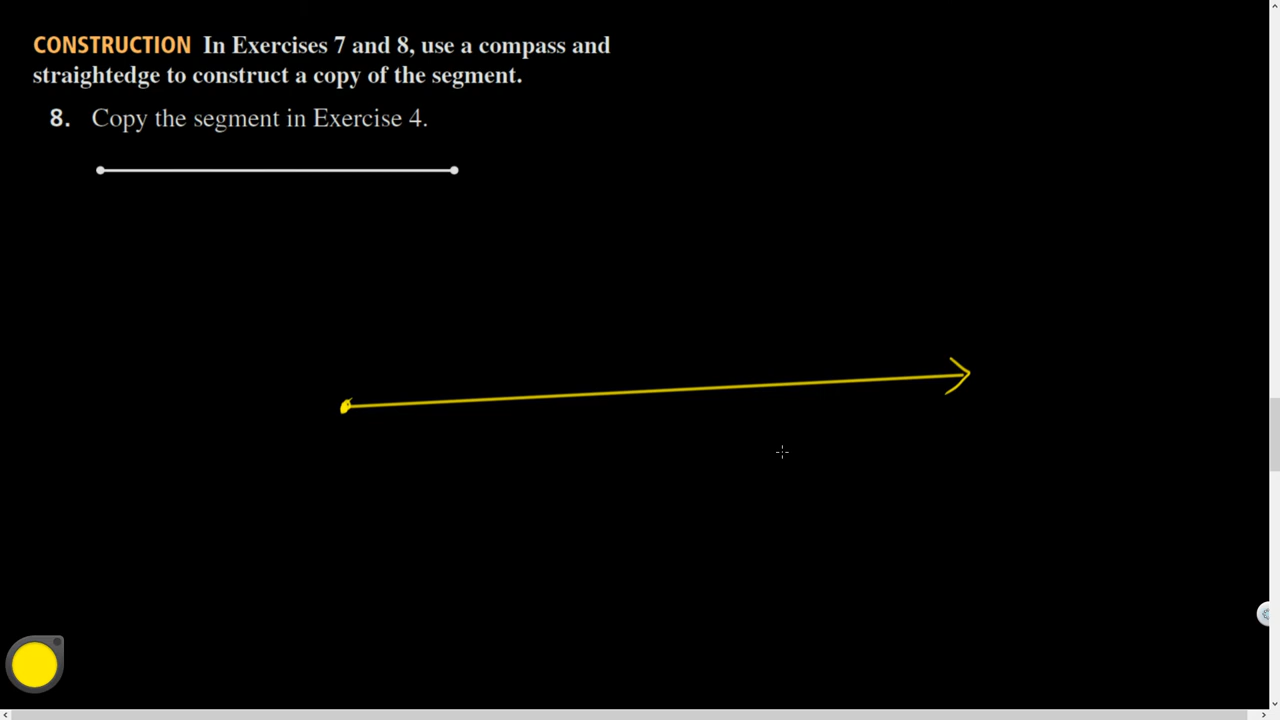 CONSTRUCTION In Exercises 7 and 8, use a compass and
straightedge to construct a copy of the segment.
8. Copy the segment in Exercise 4.